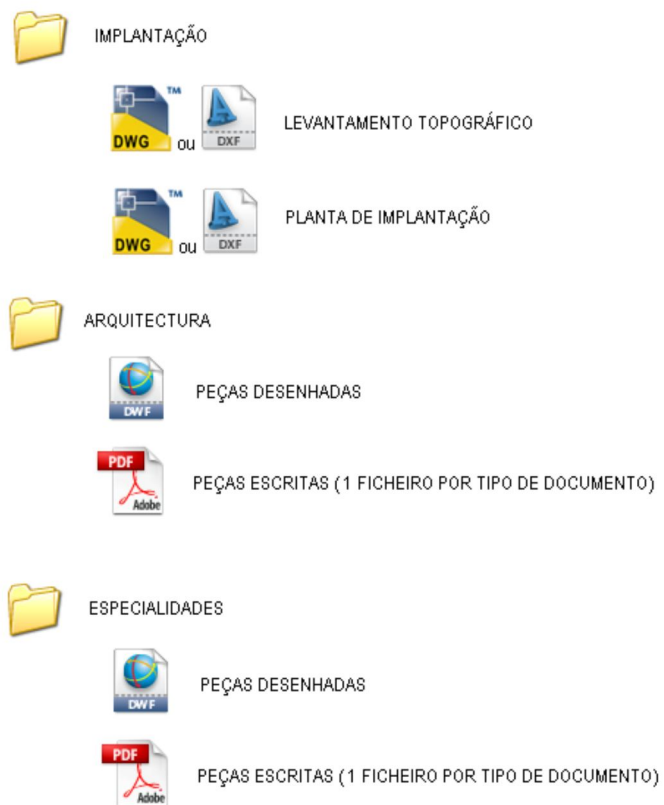 IMPLANTAÇÃO
DWG ™ ou DXF LEVANTAMENTO TOPOGRÁFICO
DWG ™ ou DXF PLANTA DE IMPLANTAÇÃO
ARQUITECTURA
DWF PEÇAS DESENHADAS
PDF Adobe PEÇAS ESCRITAS (1 FICHEIRO POR TIPO DE DOCUMENTO)
ESPECIALIDADES
DWF PEÇAS DESENHADAS
PDF Adobe PEÇAS ESCRITAS (1 FICHEIRO POR TIPO DE DOCUMENTO)